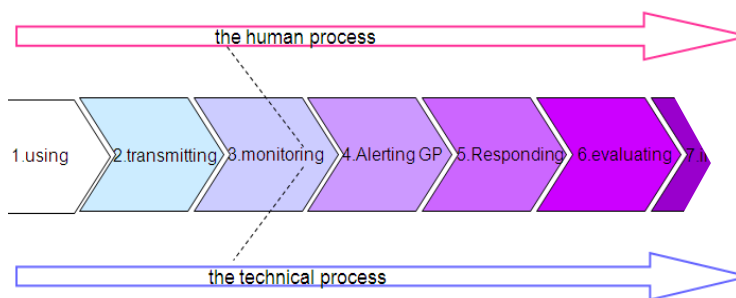 the human process
1.using
2.transmitting
3.monitoring
4.Alerting GP
5.Responding
6.evaluating
7.
the technical process